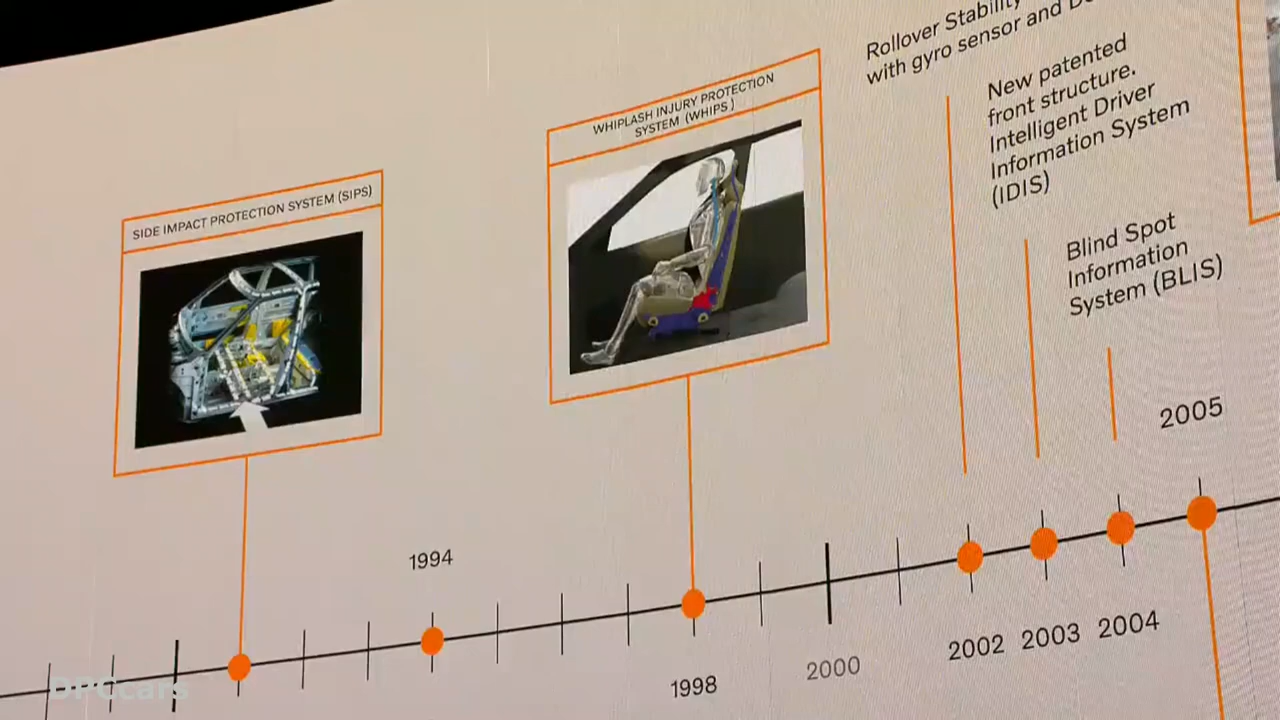 SIDE IMPACT PROTECTION SYSTEM (SIPS)
WHIPLASH INJURY PROTECTION
SYSTEM (WHIPS )
Rollover Stability
with gyro sensor and
New patented
front structure.
Intelligent Driver
Information System
(IDIS)
Blind Spot
Information
System (BLIS)
1994
1998
2000
2002
2003
2004
2005
DPCcars